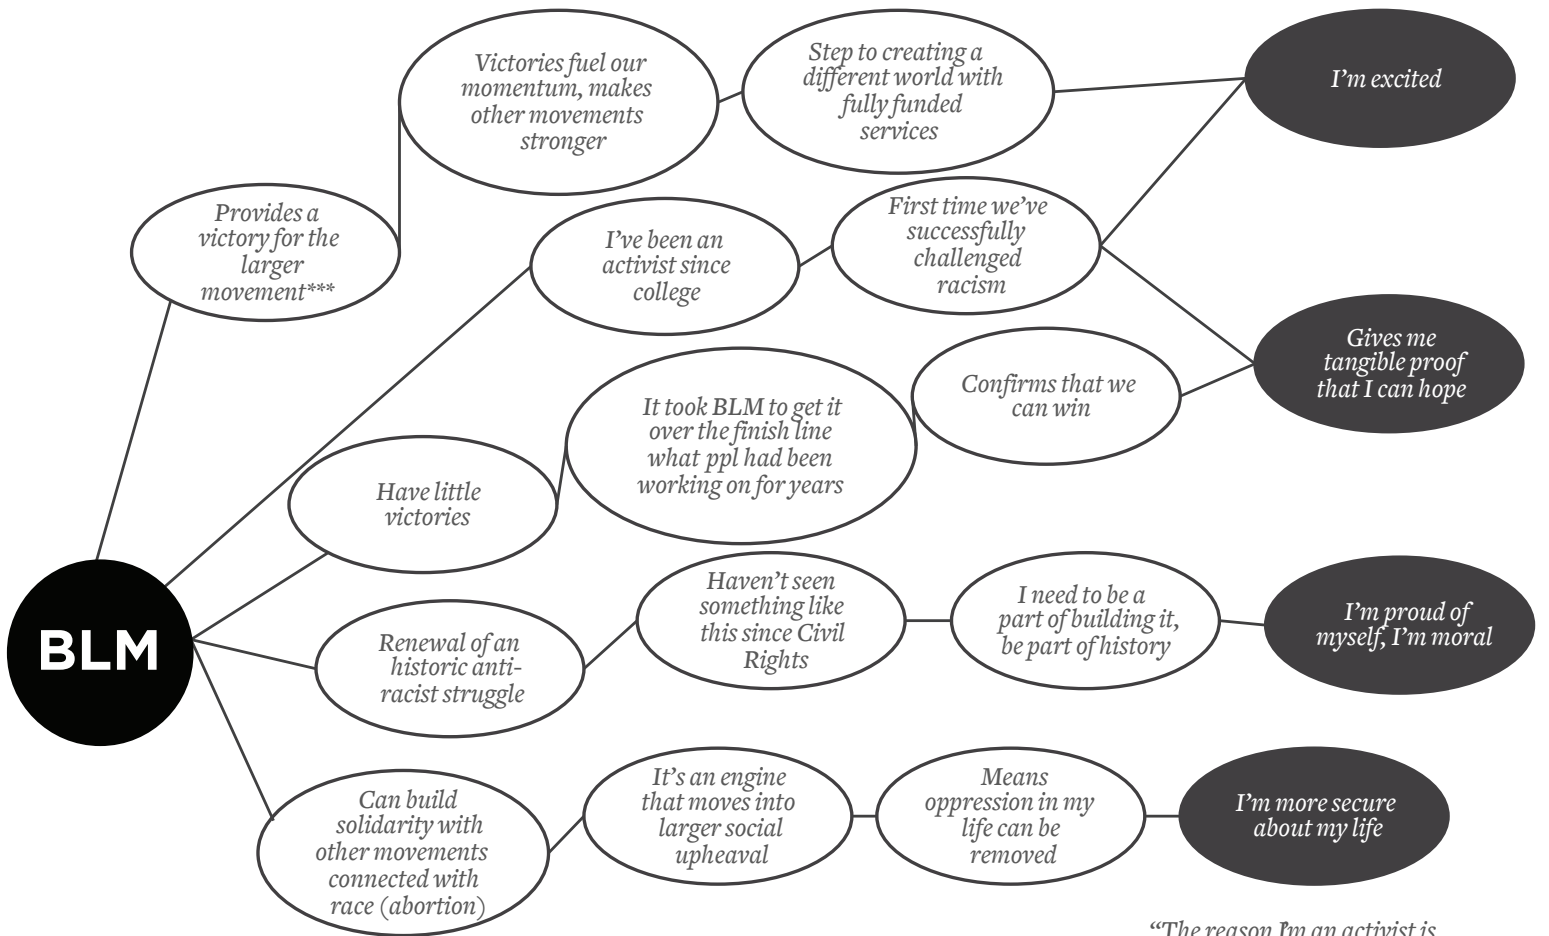 Victories fuel our
momentum, makes
other movements
stronger
Step to creating a
different world with
fully funded
services
I'm excited
Provides a
victory for the
larger
movement***
I've been an
activist since
college
First time we've
successfully
challenged
racism
Gives me
tangible proof
that I can hope
Confirms that we
can win
It took BLM to get it
over the finish line
what ppl had been
working on for years
Have little
victories
BLM
Renewal of an
historic anti-
racist struggle
Haven't seen
something like
this since Civil
Rights
I need to be a
part of building it,
be part of history
I'm proud of
myself, I'm moral
Can build
solidarity with
other movements
connected with
race (abortion)
It's an engine
that moves into
larger social
upheaval
Means
oppression in my
life can be
removed
I'm more secure
about my life
“The reason I'm an activist is